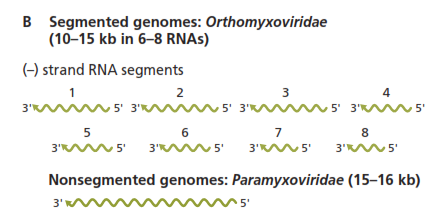 B Segmented genomes: Orthomyxoviridae
(10–15 kb in 6–8 RNAs)
(–) strand RNA segments
1 2 3 4
3' 5' 3' 5' 3' 5' 3' 5'
5 6 7 8
3' 5' 3' 5' 3' 5' 3' 5'
Nonsegmented genomes: Paramyxoviridae (15–16 kb)
3' 5'